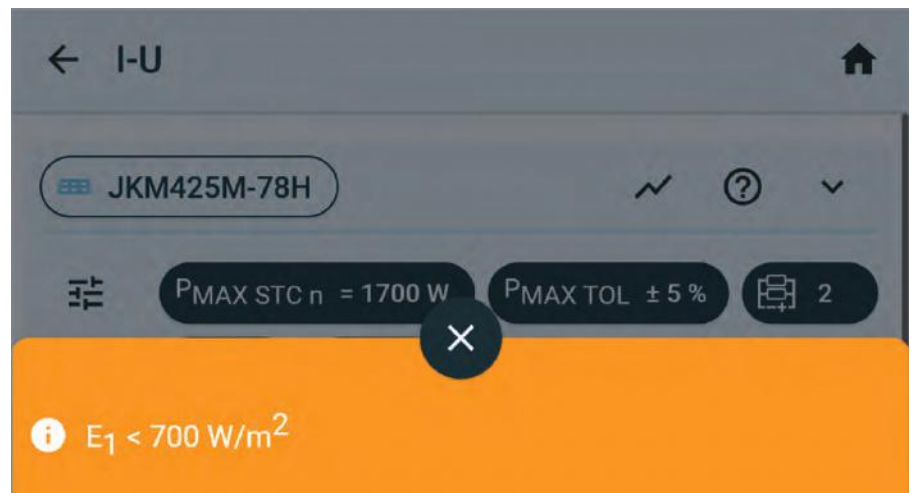 I-U
JKM425M-78H
PMAX STC n = 1700 W PMAX TOL ± 5 % 2
E1 < 700 W/m2